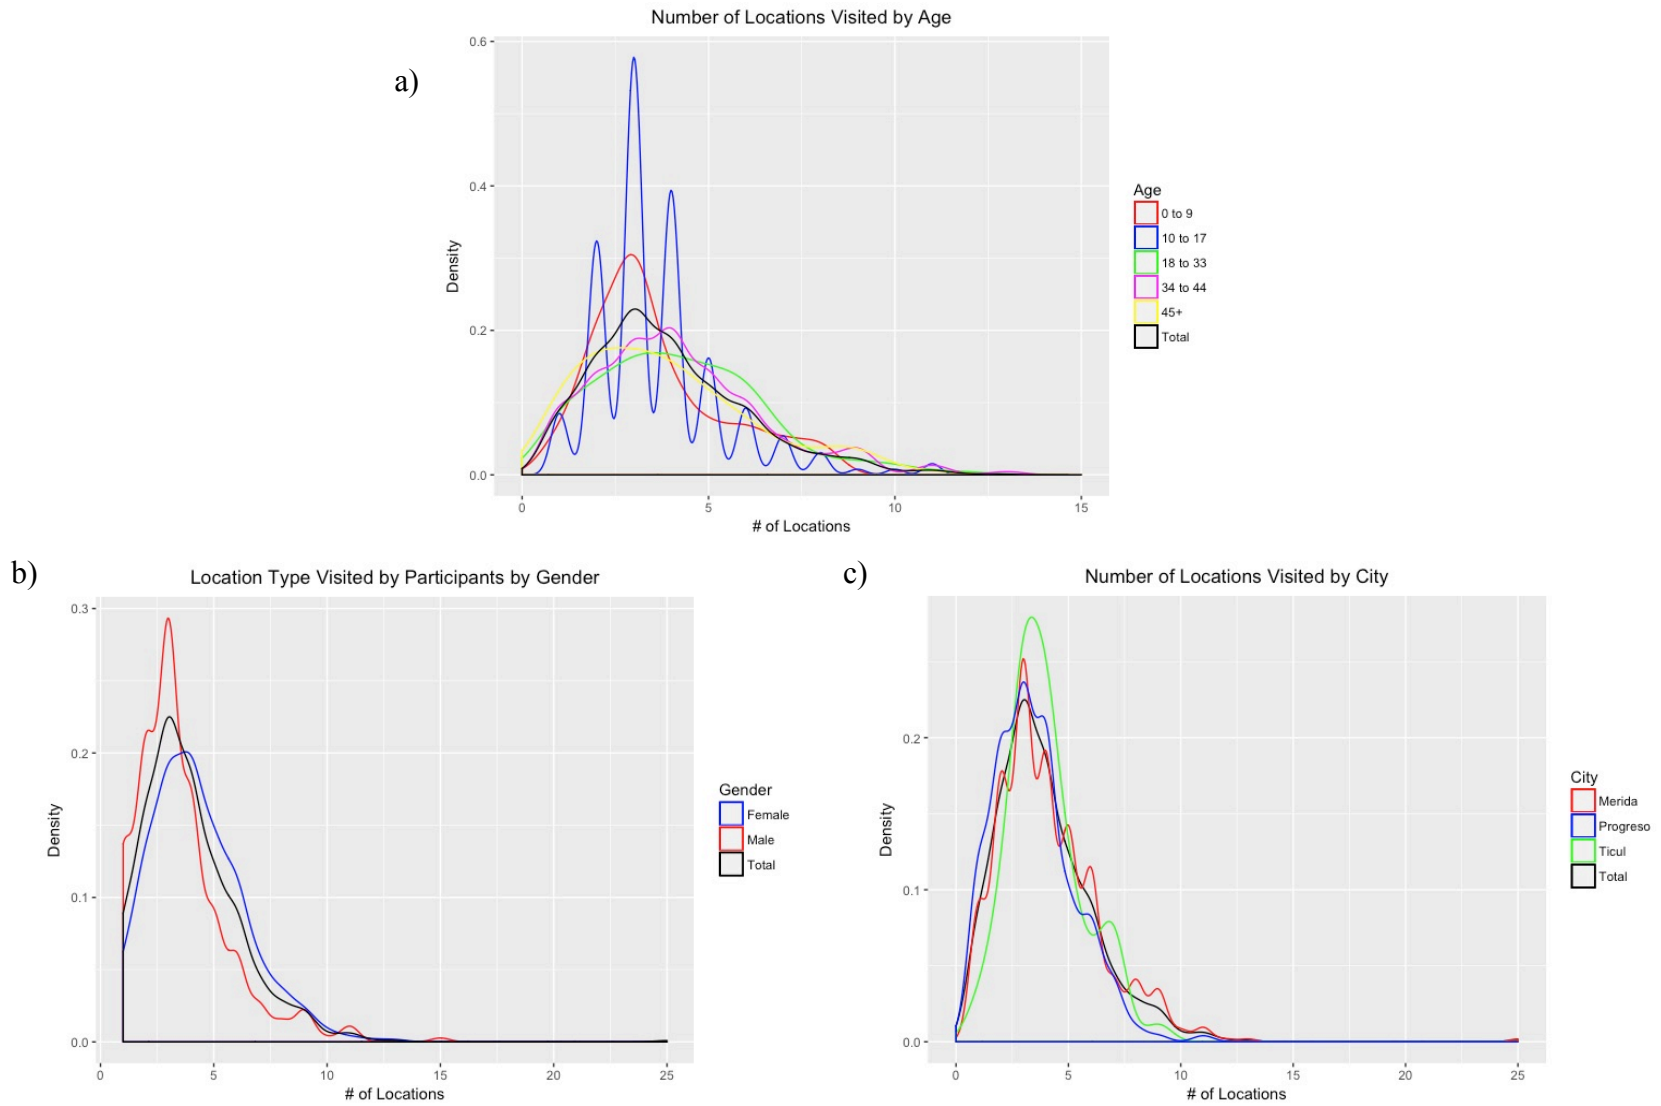 Number of Locations Visited by Age
a)
0.6
0.4
0.2
0.0
Density
0 5 10 15
# of Locations
Age
0 to 9
10 to 17
18 to 33
34 to 44
45+
Total
b)
Location Type Visited by Participants by Gender
0.3
0.2
0.1
0.0
Density
0 5 10 15 20 25
# of Locations
Gender
Female
Male
Total
c)
Number of Locations Visited by City
0.2
0.1
0.0
Density
0 5 10 15 20 25
# of Locations
City
Merida
Progreso
Ticul
Total